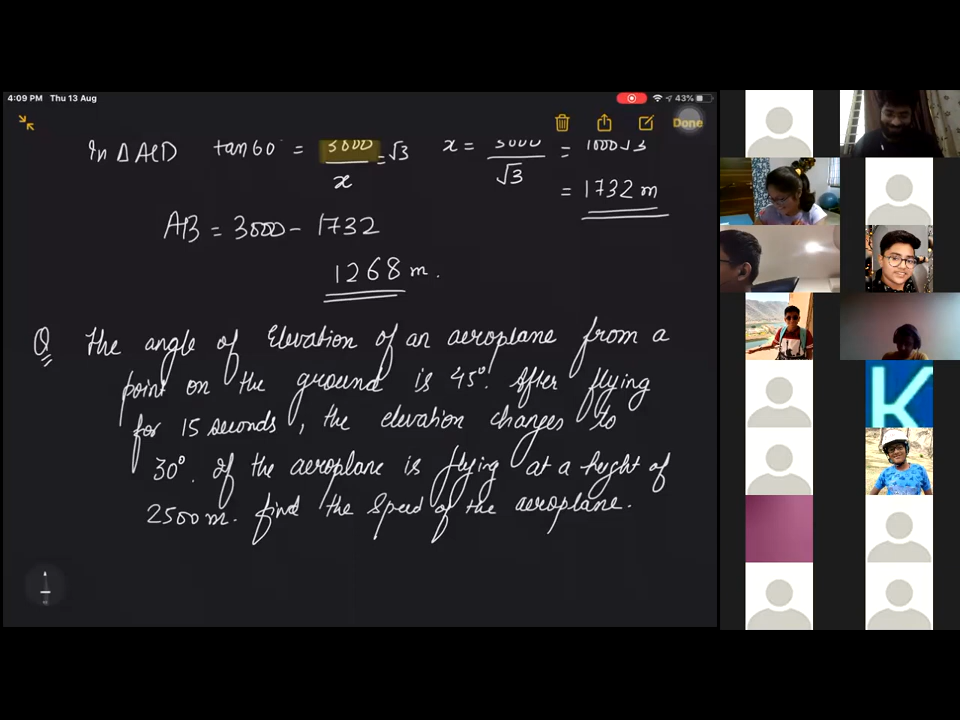 4:09 PM Thu 13 Aug
43%
Done
In Δ ACD tan 60 = 3000/x = √3 x = 3000/√3 = 1000√3
= 1732 m
AB = 3000 - 1732
1268 m.
Q The angle of Elevation of an aeroplane from a
point on the ground is 45°. After flying
for 15 seconds, the elevation changes to
30°. If the aeroplane is flying at a height of
2500 m. find the Speed of the aeroplane.
K